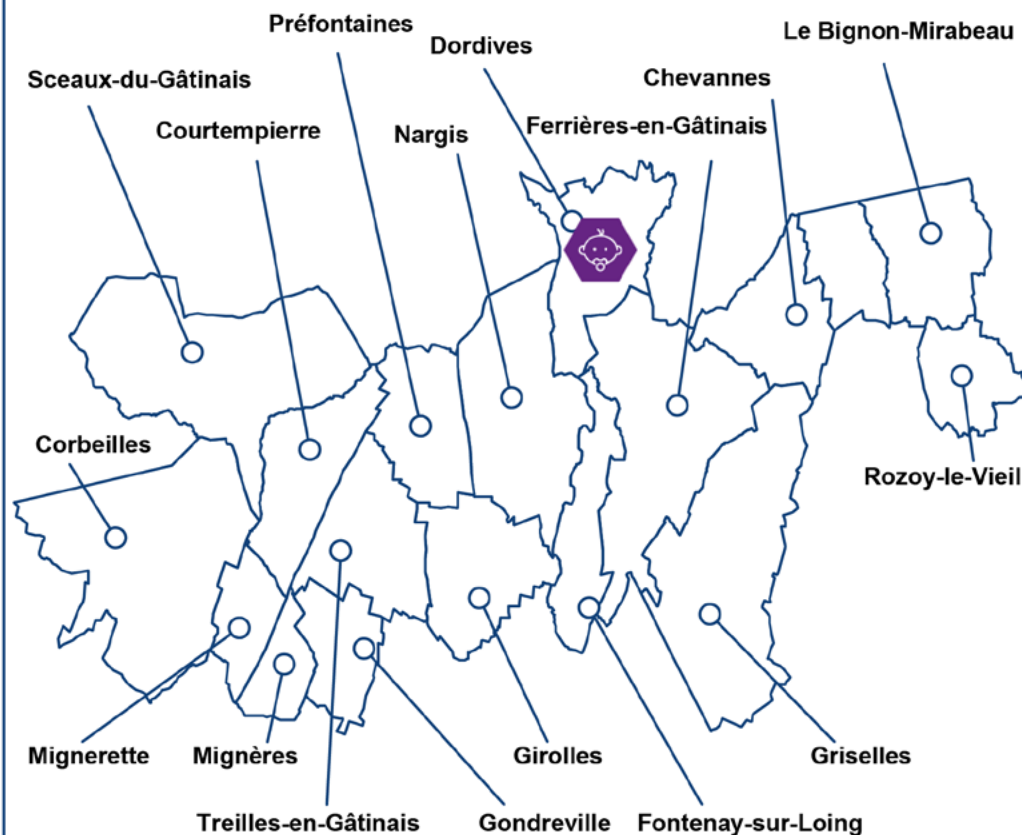 Préfontaines
Le Bignon-Mirabeau
Dordives
Sceaux-du-Gâtinais
Chevannes
Courtempierre
Nargis
Ferrières-en-Gâtinais
Corbeilles
Rozoy-le-Vieil
Mignerette
Mignères
Girolles
Griselles
Treilles-en-Gâtinais
Gondreville
Fontenay-sur-Loing